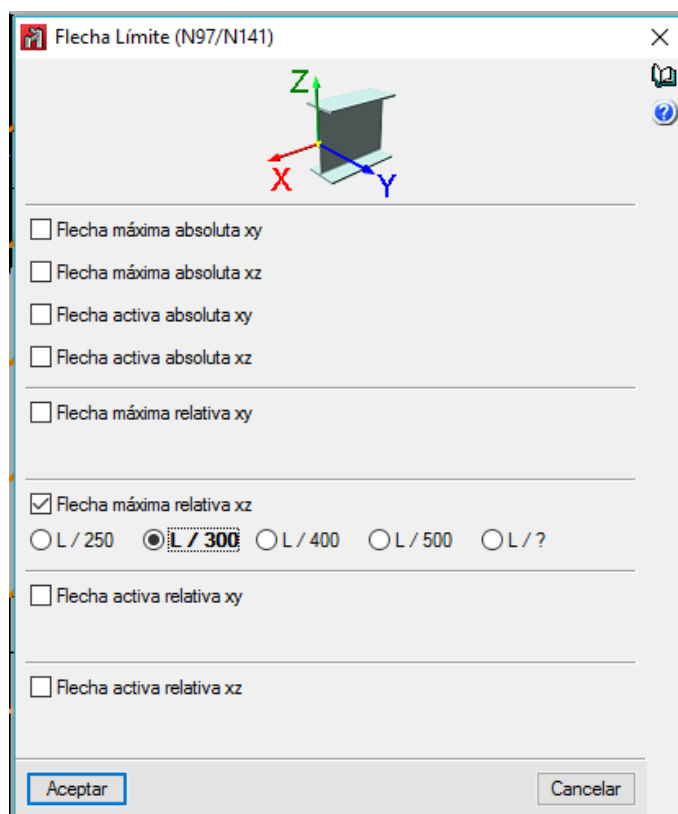 Flecha Límite (N97/N141)
Z
X
Y
Flecha máxima absoluta xy
Flecha máxima absoluta xz
Flecha activa absoluta xy
Flecha activa absoluta xz
Flecha máxima relativa xy
Flecha máxima relativa xz
L / 250 L / 300 L / 400 L / 500 L / ?
Flecha activa relativa xy
Flecha activa relativa xz
Aceptar Cancelar